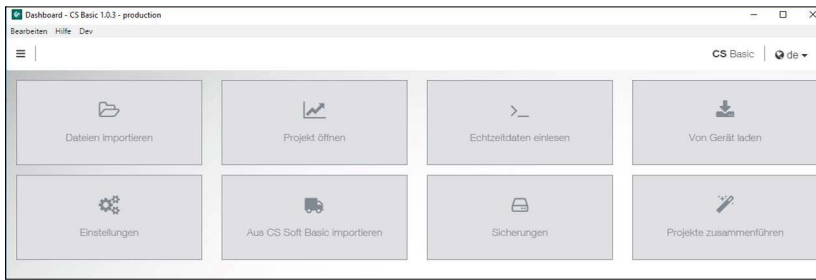 Dashboard - CS Basic 1.0.3 - production
Bearbeiten Hilfe Dev
CS Basic de
Dateien importieren
Projekt öffnen
Echtzeitdaten einlesen
Von Gerät laden
Einstellungen
Aus CS Soft Basic importieren
Sicherungen
Projekte zusammenführen